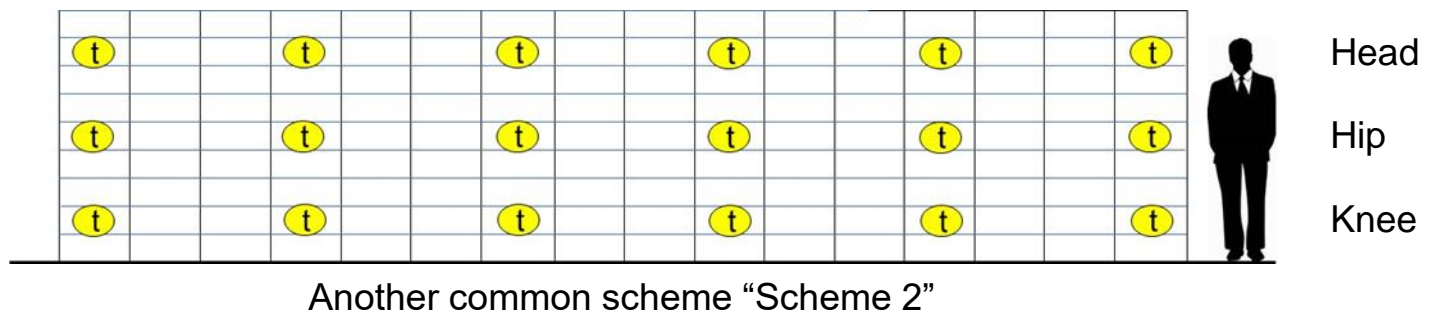 t t t t t t Head
t t t t t t Hip
t t t t t t Knee
Another common scheme “Scheme 2”